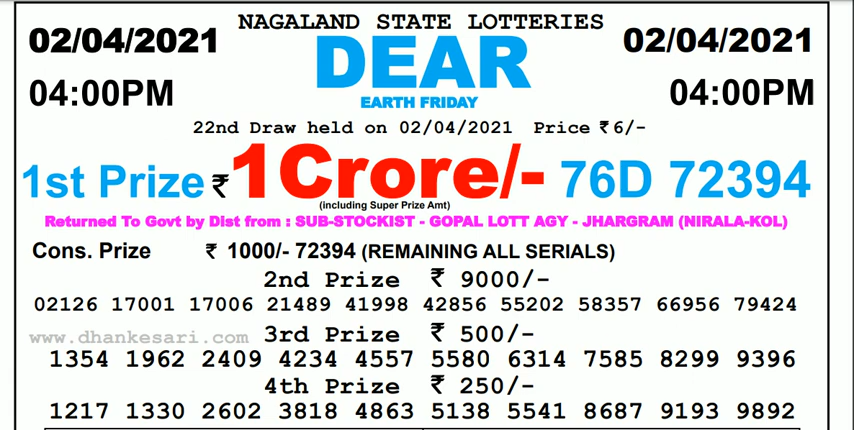 NAGALAND STATE LOTTERIES
02/04/2021 DEAR 02/04/2021
04:00PM EARTH FRIDAY 04:00PM
22nd Draw held on 02/04/2021 Price ₹6/-
1st Prize ₹1Crore/- 76D 72394
(including Super Prize Amt)
Returned To Govt by Dist from : SUB-STOCKIST - GOPAL LOTT AGY - JHARGRAM (NIRALA-KOL)
Cons. Prize ₹ 1000/- 72394 (REMAINING ALL SERIALS)
2nd Prize ₹ 9000/-
02126 17001 17006 21489 41998 42856 55202 58357 66956 79424
www.dhankesari.com 3rd Prize ₹ 500/-
1354 1962 2409 4234 4557 5580 6314 7585 8299 9396
4th Prize ₹ 250/-
1217 1330 2602 3818 4863 5138 5541 8687 9193 9892